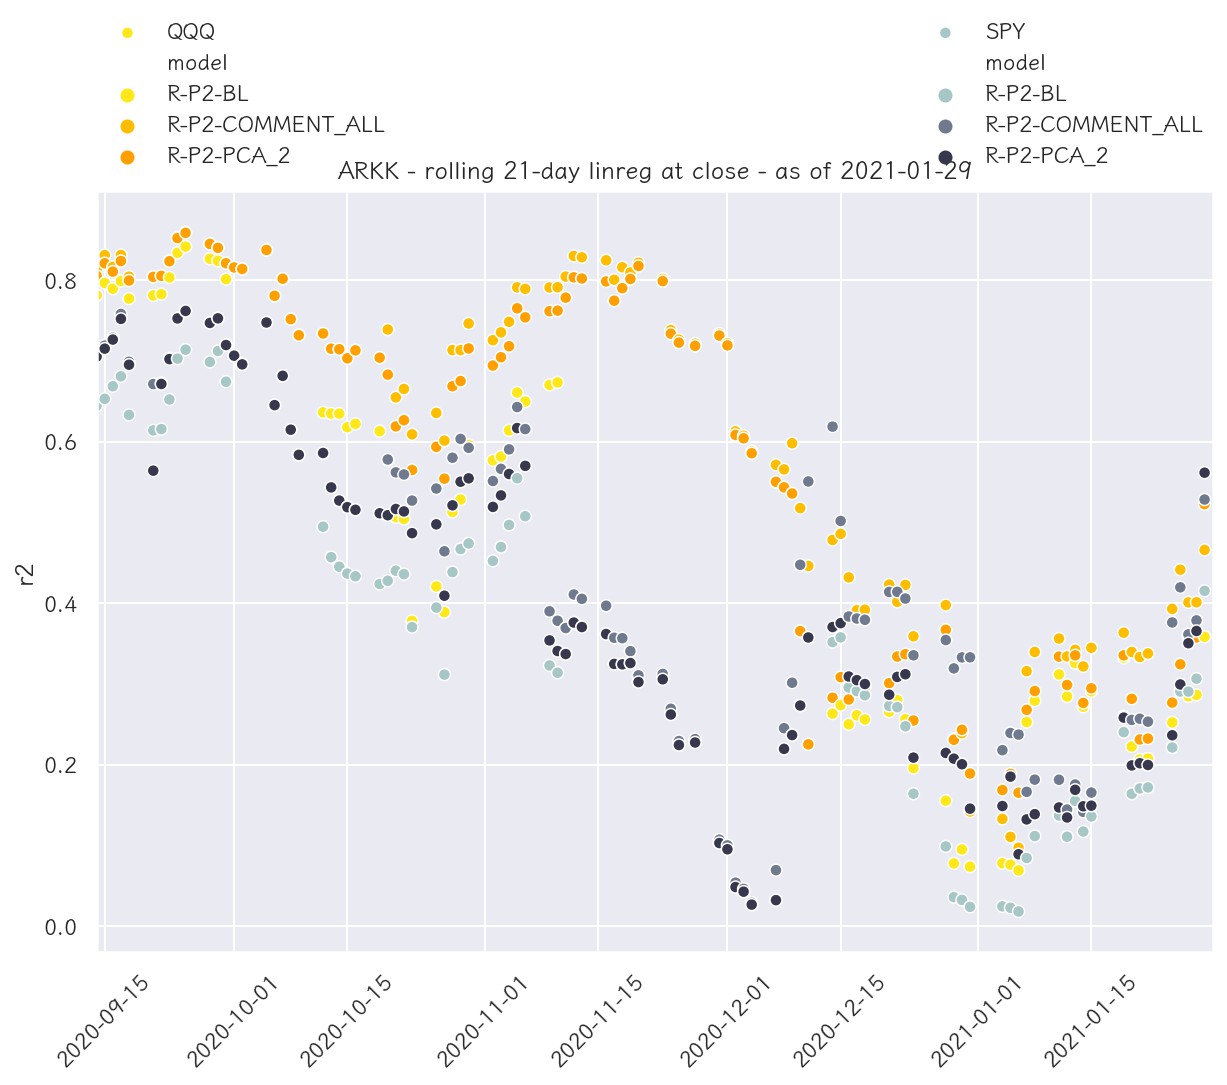 QQQ
model
R-P2-BL
R-P2-COMMENT_ALL
R-P2-PCA_2
SPY
model
R-P2-BL
R-P2-COMMENT_ALL
R-P2-PCA_2
ARKK - rolling 21-day linreg at close - as of 2021-01-29
r2
0.8
0.6
0.4
0.2
0.0
2020-09-15
2020-10-01
2020-10-15
2020-11-01
2020-11-15
2020-12-01
2020-12-15
2021-01-01
2021-01-15